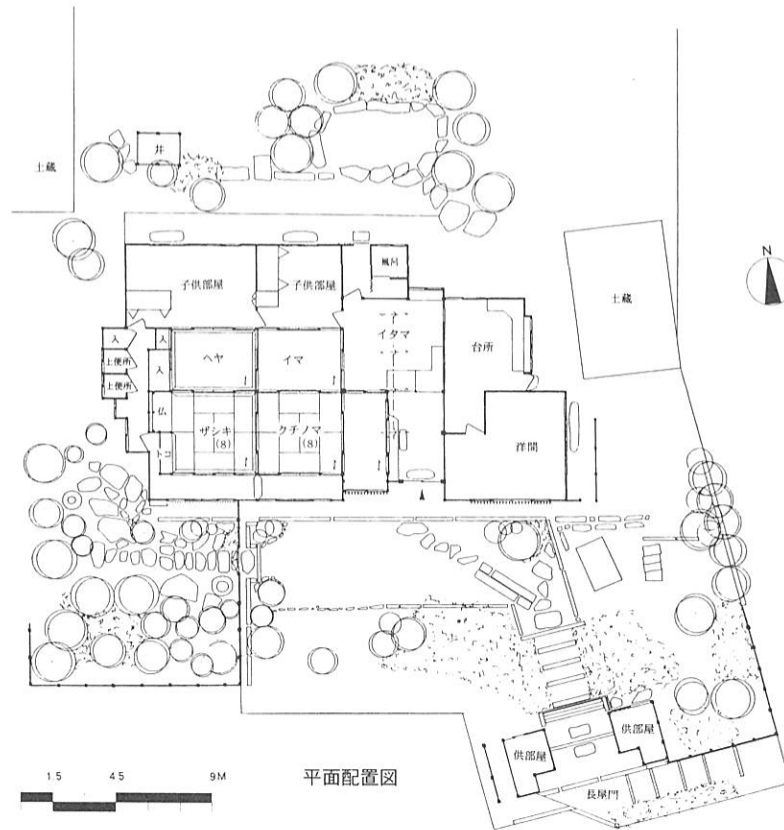 井
土蔵
N
風呂
子供部屋
子供部屋
土蔵
イタマ
台所
入
入
ヘヤ
イマ
上便所
入
上便所
仏
ザシキ
(8)
クチノマ
(8)
トコ
洋間
供部屋
供部屋
長屋門
1.5 4.5 9M
平面配置図